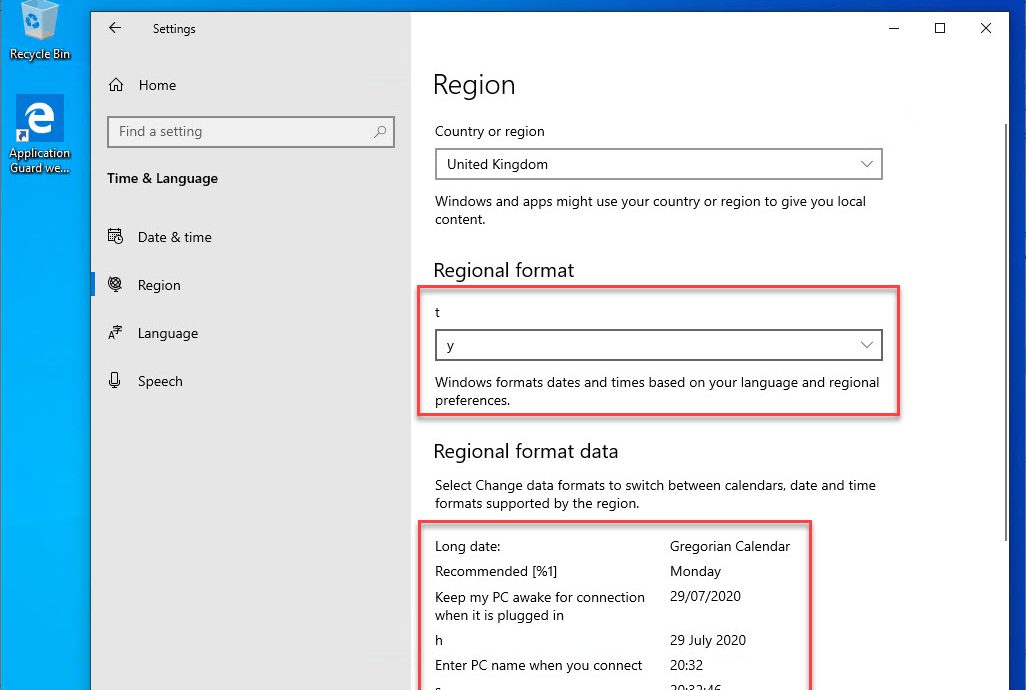 Recycle Bin
Application
Guard we...
Settings
Home
Find a setting
Time & Language
Date & time
Region
Language
Speech
Region
Country or region
United Kingdom
Windows and apps might use your country or region to give you local
content.
Regional format
t
y
Windows formats dates and times based on your language and regional
preferences.
Regional format data
Select Change data formats to switch between calendars, date and time
formats supported by the region.
Long date: Gregorian Calendar
Recommended [%1] Monday
Keep my PC awake for connection 29/07/2020
when it is plugged in
h 29 July 2020
Enter PC name when you connect 20:32